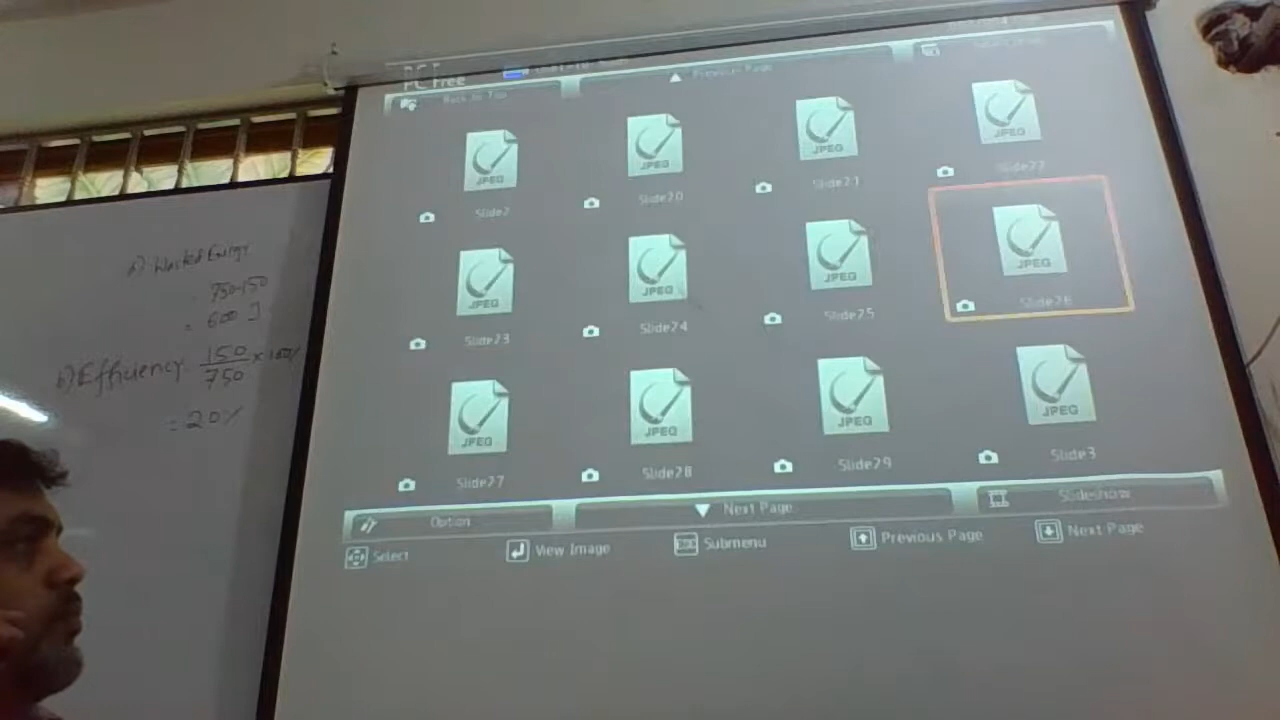 a) Wasted Energy
= 750-150
= 600 J
b) Efficiency = 150/750 × 100%
= 20%
PC Free
Back to Top
Previous Page
JPEG JPEG JPEG JPEG
Slide2 Slide20 Slide21 Slide22
JPEG JPEG JPEG JPEG
Slide23 Slide24 Slide25 Slide26
JPEG JPEG JPEG JPEG
Slide27 Slide28 Slide29 Slide3
Option Next Page Slideshow
Select View Image Submenu Previous Page Next Page